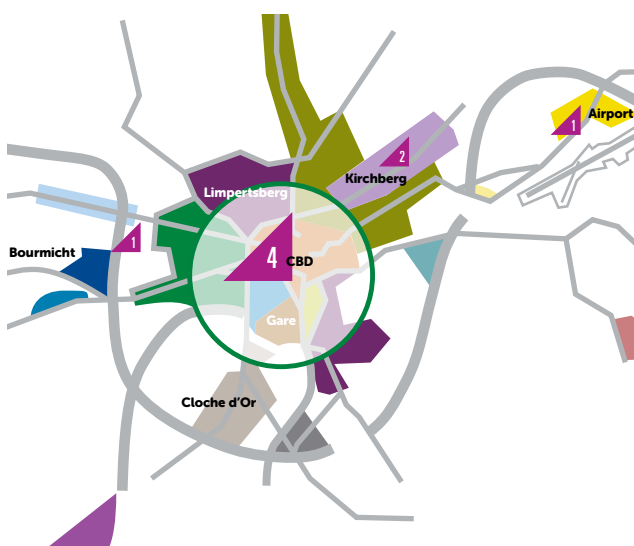 1
Airport
2
Kirchberg
Limpertsberg
1
Bourmicht
4
CBD
Gare
Cloche d'Or